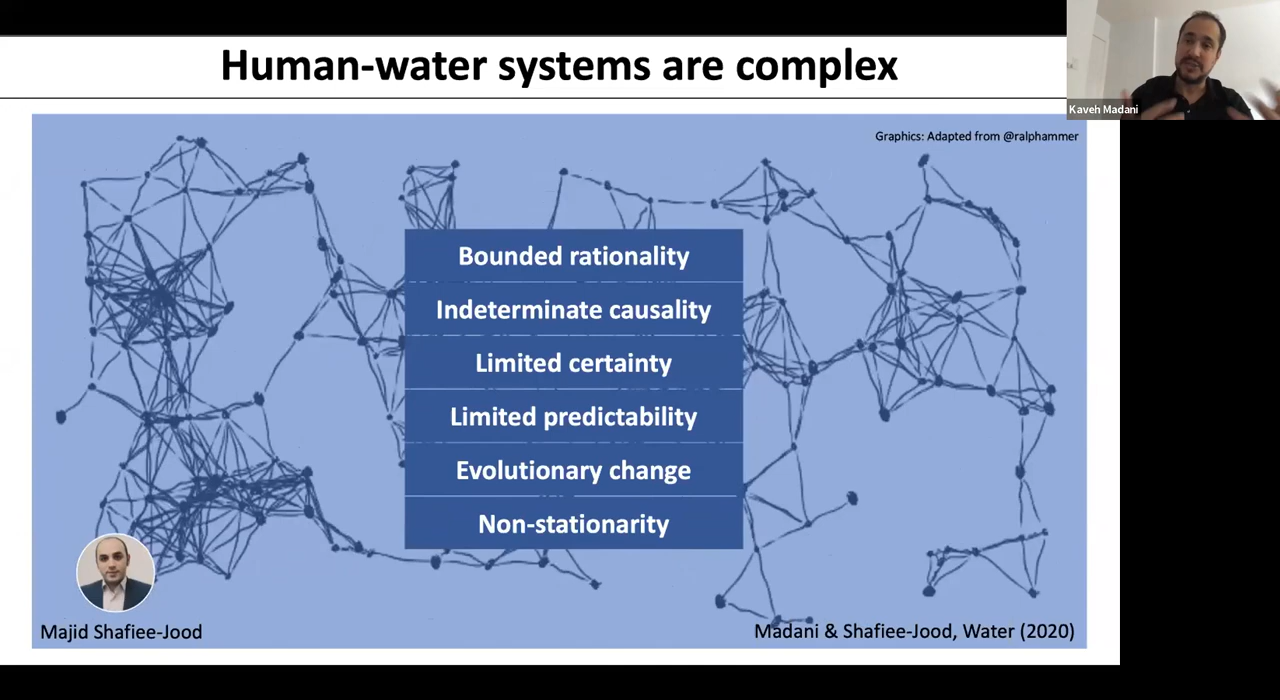 Human-water systems are complex
Kaveh Madani
Graphics: Adapted from @ralphammer
Bounded rationality
Indeterminate causality
Limited certainty
Limited predictability
Evolutionary change
Non-stationarity
Majid Shafiee-Jood
Madani & Shafiee-Jood, Water (2020)